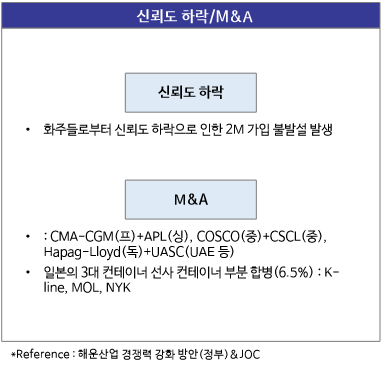 신뢰도 하락/M&A
신뢰도 하락
• 화주들로부터 신뢰도 하락으로 인한 2M 가입 불발설 발생
M&A
• : CMA-CGM(프)+APL(싱), COSCO(중)+CSCL(중),
Hapag-Lloyd(독)+UASC(UAE 등)
• 일본의 3대 컨테이너 선사 컨테이너 부분 합병(6.5%) : K-
line, MOL, NYK
*Reference : 해운산업 경쟁력 강화 방안(정부)&JOC